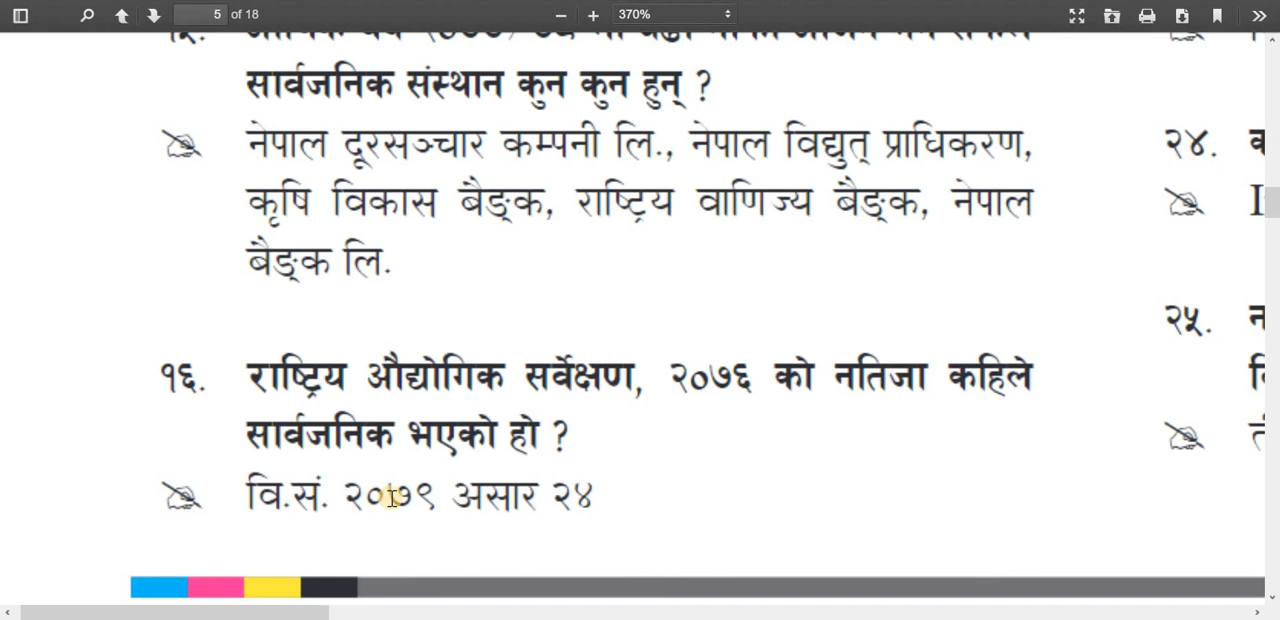 5 of 18
370%
सार्वजनिक संस्थान कुन कुन हुन् ?
नेपाल दूरसञ्चार कम्पनी लि., नेपाल विद्युत् प्राधिकरण,
कृषि विकास बैङ्क, राष्ट्रिय वाणिज्य बैङ्क, नेपाल
बैङ्क लि.
१६. राष्ट्रिय औद्योगिक सर्वेक्षण, २०७६ को नतिजा कहिले
सार्वजनिक भएको हो ?
वि.सं. २०७९ असार २४
२४.
२५.